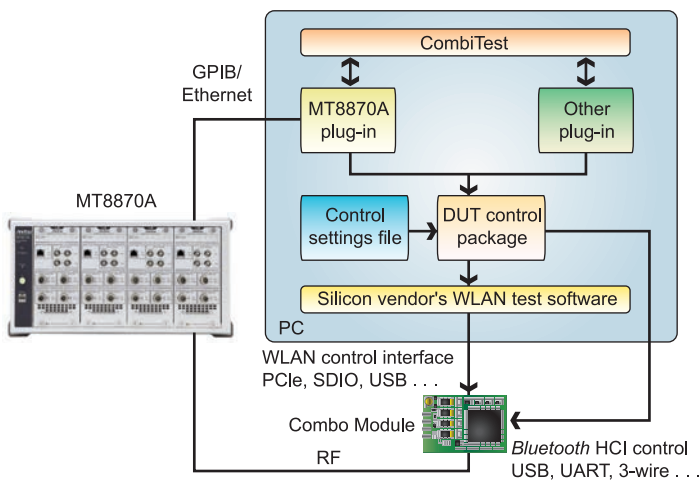 CombiTest
GPIB/
Ethernet
MT8870A
plug-in
Other
plug-in
MT8870A
Control
settings file
DUT control
package
Silicon vendor's WLAN test software
PC
WLAN control interface
PCIe, SDIO, USB . . .
Combo Module
RF
Bluetooth HCI control
USB, UART, 3-wire . . .